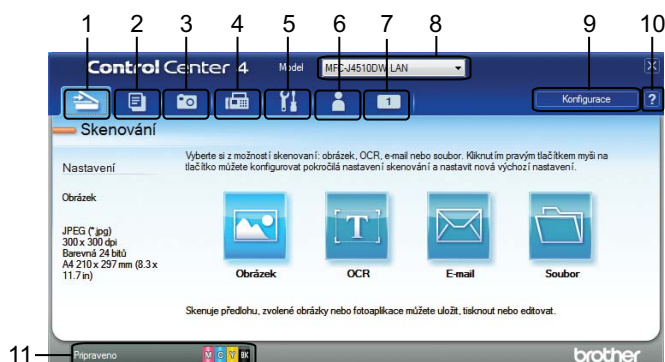 1 2 3 4 5 6 7 8 9 10
ControlCenter 4 Model MFC-J4510DW LAN
1 Konfigurace ?
Skenování
Nastavení
Vyberte si z možností skenovaní: obrázek, OCR, e-mail nebo soubor. Kliknutím pravým tlačítkem myši na
tlačítko můžete konfigurovat pokročilá nastavení skenování a nastavit nová výchozí nastavení.
Obrázek
JPEG (*.jpg)
300 x 300 dpi
Barevná 24 bitů
A4 210 x 297 mm (8.3 x
11.7 in)
T
Obrázek OCR E-mail Soubor
Skenuje předlohu, zvolené obrázky nebo fotoaplikace můžete uložit, tisknout nebo editovat.
11 Připraveno M C Y BK brother